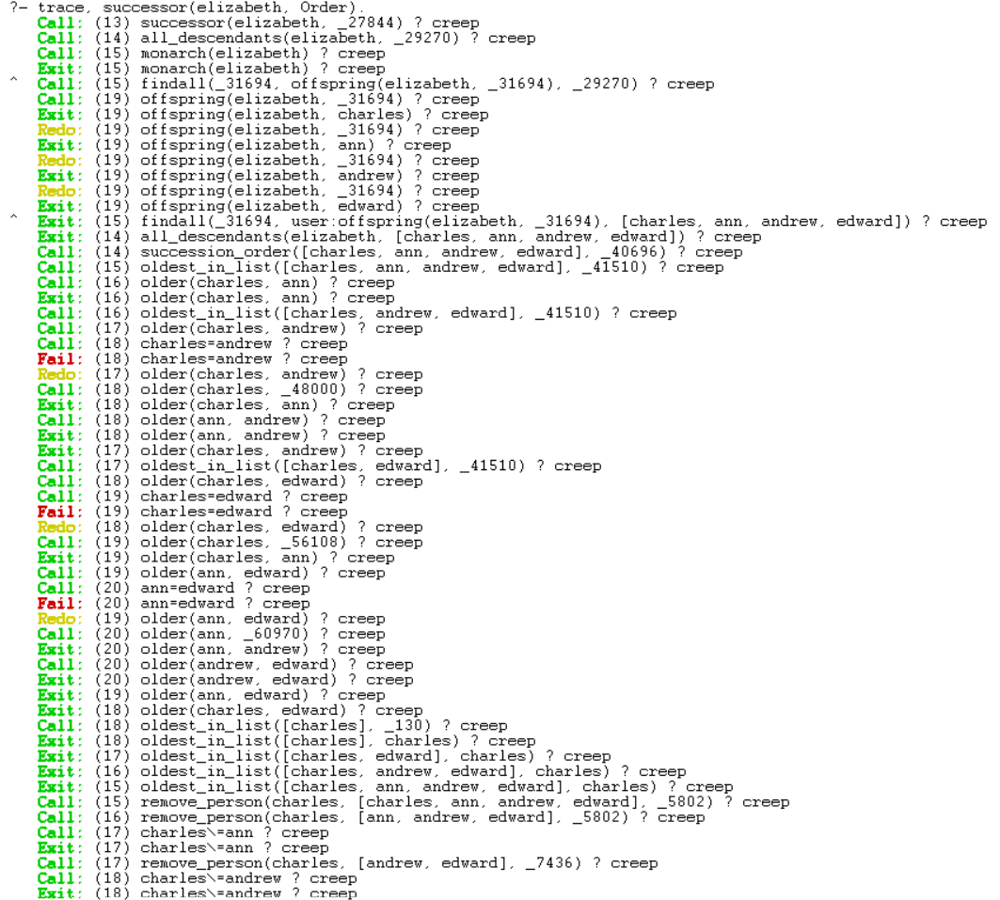 ?- trace, successor(elizabeth, Order).
Call: (13) successor(elizabeth, _27844) ? creep
Call: (14) all_descendants(elizabeth, _29270) ? creep
Call: (15) monarch(elizabeth) ? creep
Exit: (15) monarch(elizabeth) ? creep
^ Call: (15) findall(_31694, offspring(elizabeth, _31694), _29270) ? creep
Call: (19) offspring(elizabeth, _31694) ? creep
Exit: (19) offspring(elizabeth, charles) ? creep
Redo: (19) offspring(elizabeth, _31694) ? creep
Exit: (19) offspring(elizabeth, ann) ? creep
Redo: (19) offspring(elizabeth, _31694) ? creep
Exit: (19) offspring(elizabeth, andrew) ? creep
Redo: (19) offspring(elizabeth, _31694) ? creep
Exit: (19) offspring(elizabeth, edward) ? creep
^ Exit: (15) findall(_31694, user:offspring(elizabeth, _31694), [charles, ann, andrew, edward]) ? creep
Exit: (14) all_descendants(elizabeth, [charles, ann, andrew, edward]) ? creep
Call: (14) succession_order([charles, ann, andrew, edward], _40696) ? creep
Call: (15) oldest_in_list([charles, ann, andrew, edward], _41510) ? creep
Call: (16) older(charles, ann) ? creep
Exit: (16) older(charles, ann) ? creep
Call: (16) oldest_in_list([charles, andrew, edward], _41510) ? creep
Call: (17) older(charles, andrew) ? creep
Call: (18) charles=andrew ? creep
Fail: (18) charles=andrew ? creep
Redo: (17) older(charles, andrew) ? creep
Call: (18) older(charles, _48000) ? creep
Exit: (18) older(charles, ann) ? creep
Call: (18) older(ann, andrew) ? creep
Exit: (18) older(ann, andrew) ? creep
Exit: (17) older(charles, andrew) ? creep
Call: (17) oldest_in_list([charles, edward], _41510) ? creep
Call: (18) older(charles, edward) ? creep
Call: (19) charles=edward ? creep
Fail: (19) charles=edward ? creep
Redo: (18) older(charles, edward) ? creep
Call: (19) older(charles, _56108) ? creep
Exit: (19) older(charles, ann) ? creep
Call: (19) older(ann, edward) ? creep
Call: (20) ann=edward ? creep
Fail: (20) ann=edward ? creep
Redo: (19) older(ann, edward) ? creep
Call: (20) older(ann, _60970) ? creep
Exit: (20) older(ann, andrew) ? creep
Call: (20) older(andrew, edward) ? creep
Exit: (20) older(andrew, edward) ? creep
Exit: (19) older(ann, edward) ? creep
Exit: (18) older(charles, edward) ? creep
Call: (18) oldest_in_list([charles], _130) ? creep
Exit: (18) oldest_in_list([charles], charles) ? creep
Exit: (17) oldest_in_list([charles, edward], charles) ? creep
Exit: (16) oldest_in_list([charles, andrew, edward], charles) ? creep
Exit: (15) oldest_in_list([charles, ann, andrew, edward], charles) ? creep
Call: (15) remove_person(charles, [charles, ann, andrew, edward], _5802) ? creep
Call: (16) remove_person(charles, [ann, andrew, edward], _5802) ? creep
Call: (17) charles\=ann ? creep
Exit: (17) charles\=ann ? creep
Call: (17) remove_person(charles, [andrew, edward], _7436) ? creep
Call: (18) charles\=andrew ? creep
Exit: (18) charles\=andrew ? creep